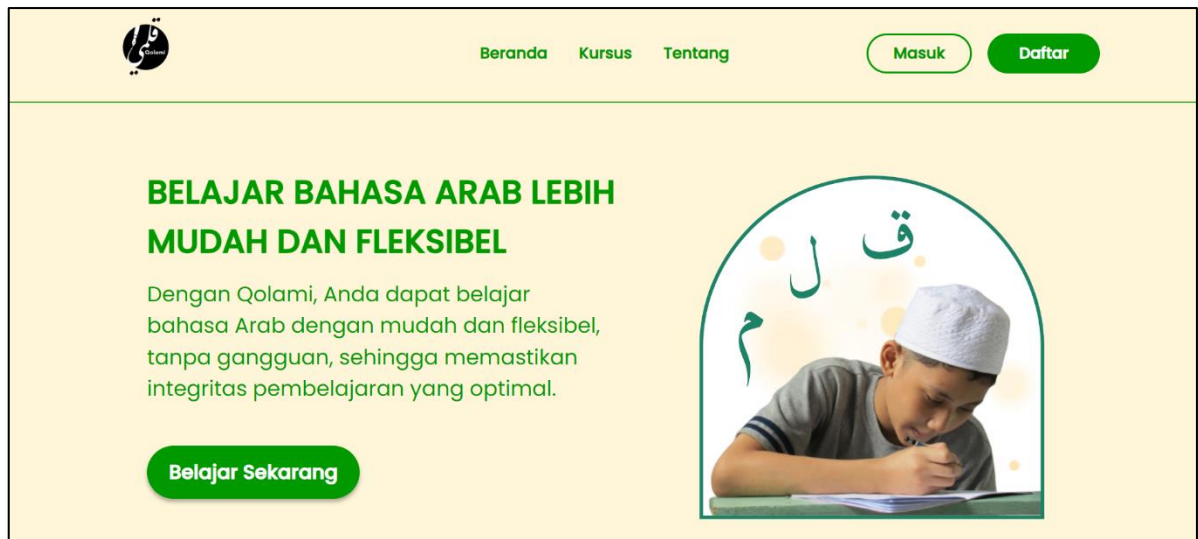 قلمي
Qolami
Beranda Kursus Tentang Masuk Daftar
BELAJAR BAHASA ARAB LEBIH
MUDAH DAN FLEKSIBEL
Dengan Qolami, Anda dapat belajar
bahasa Arab dengan mudah dan fleksibel,
tanpa gangguan, sehingga memastikan
integritas pembelajaran yang optimal.
Belajar Sekarang
ق ل م